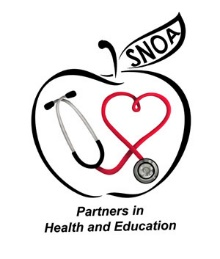 SNOA
Partners in
Health and Education